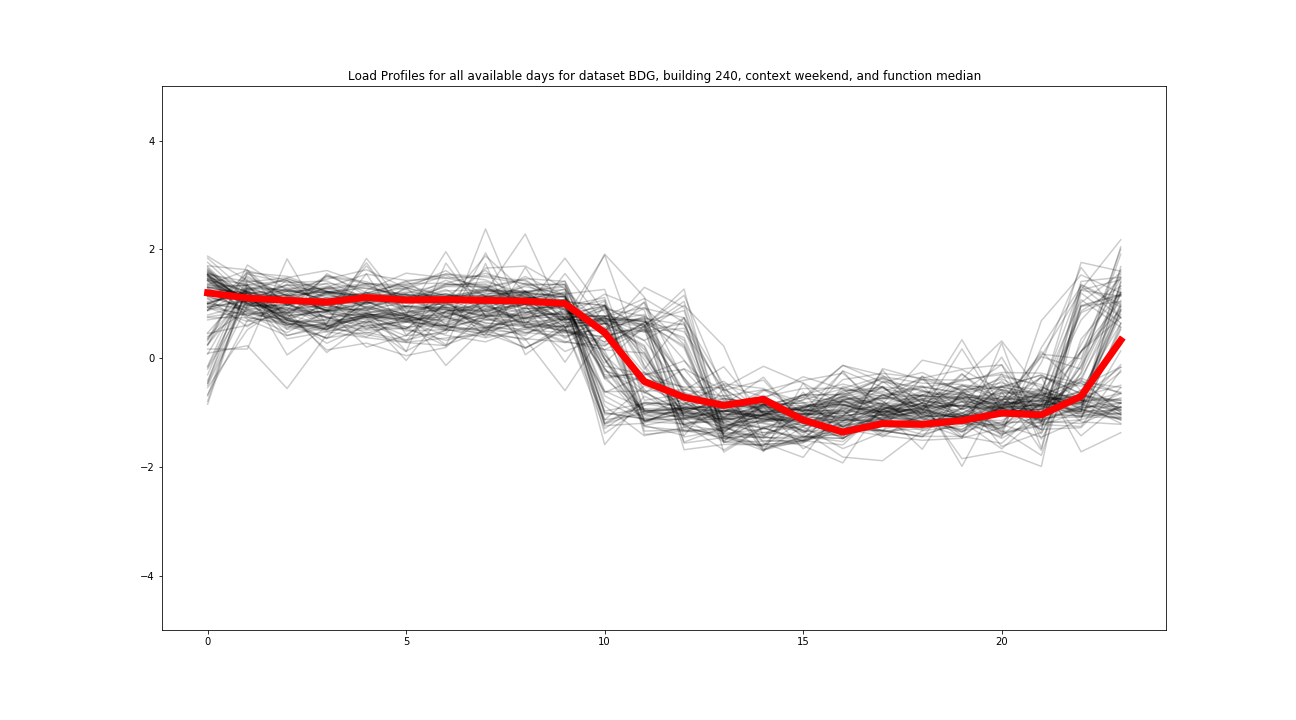 Load Profiles for all available days for dataset BDG, building 240, context weekend, and function median
4
2
0
−2
−4
0 5 10 15 20